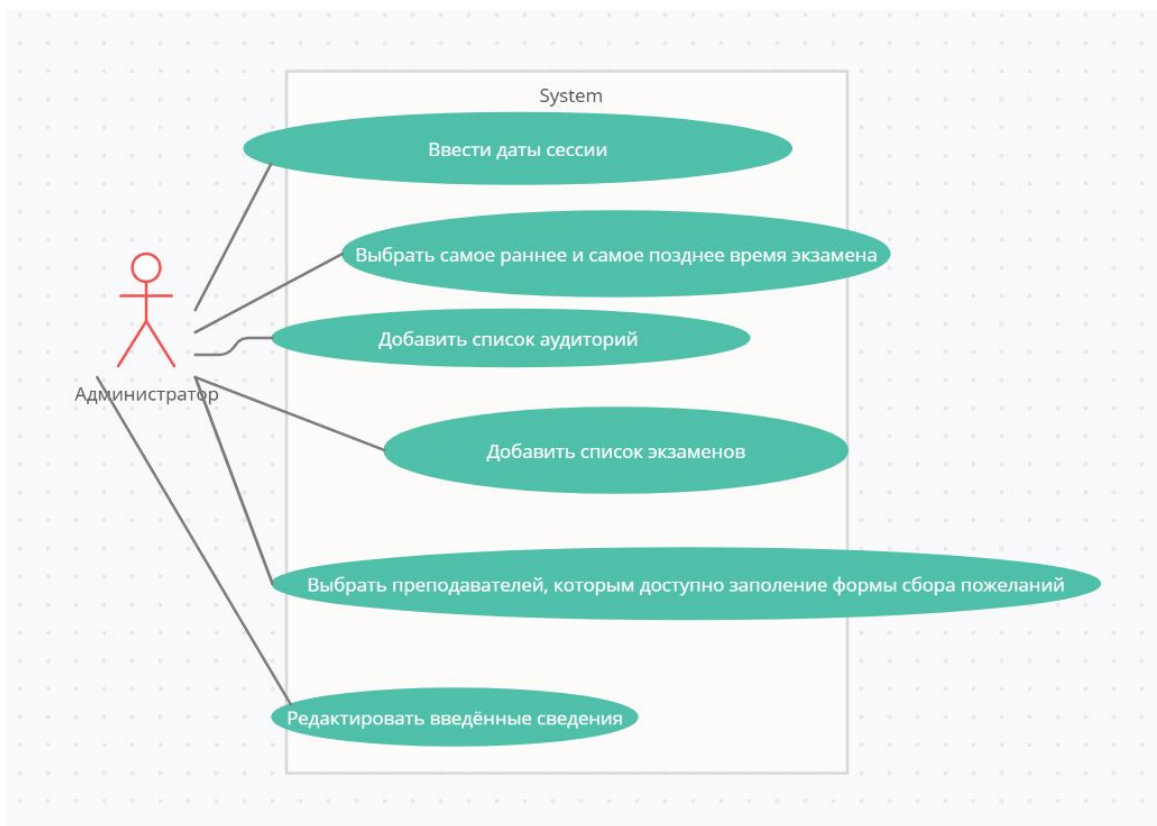 System
Ввести даты сессии
Выбрать самое раннее и самое позднее время экзамена
Добавить список аудиторий
Администратор
Добавить список экзаменов
Выбрать преподавателей, которым доступно заполение формы сбора пожеланий
Редактировать введённые сведения